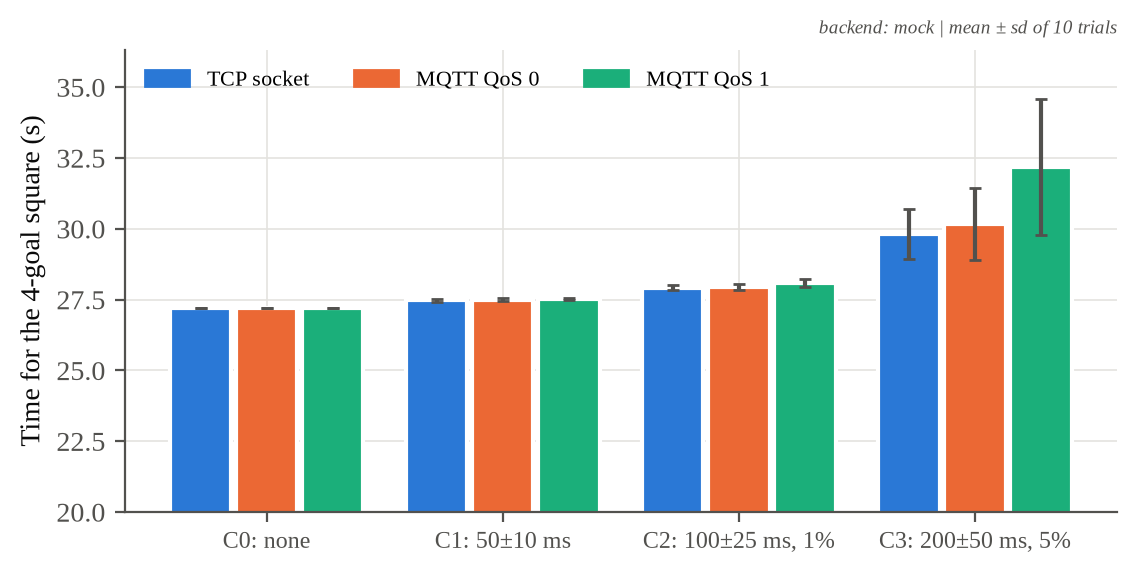 backend: mock | mean ± sd of 10 trials
TCP socket
MQTT QoS 0
MQTT QoS 1
Time for the 4-goal square (s)
35.0
32.5
30.0
27.5
25.0
22.5
20.0
C0: none
C1: 50±10 ms
C2: 100±25 ms, 1%
C3: 200±50 ms, 5%